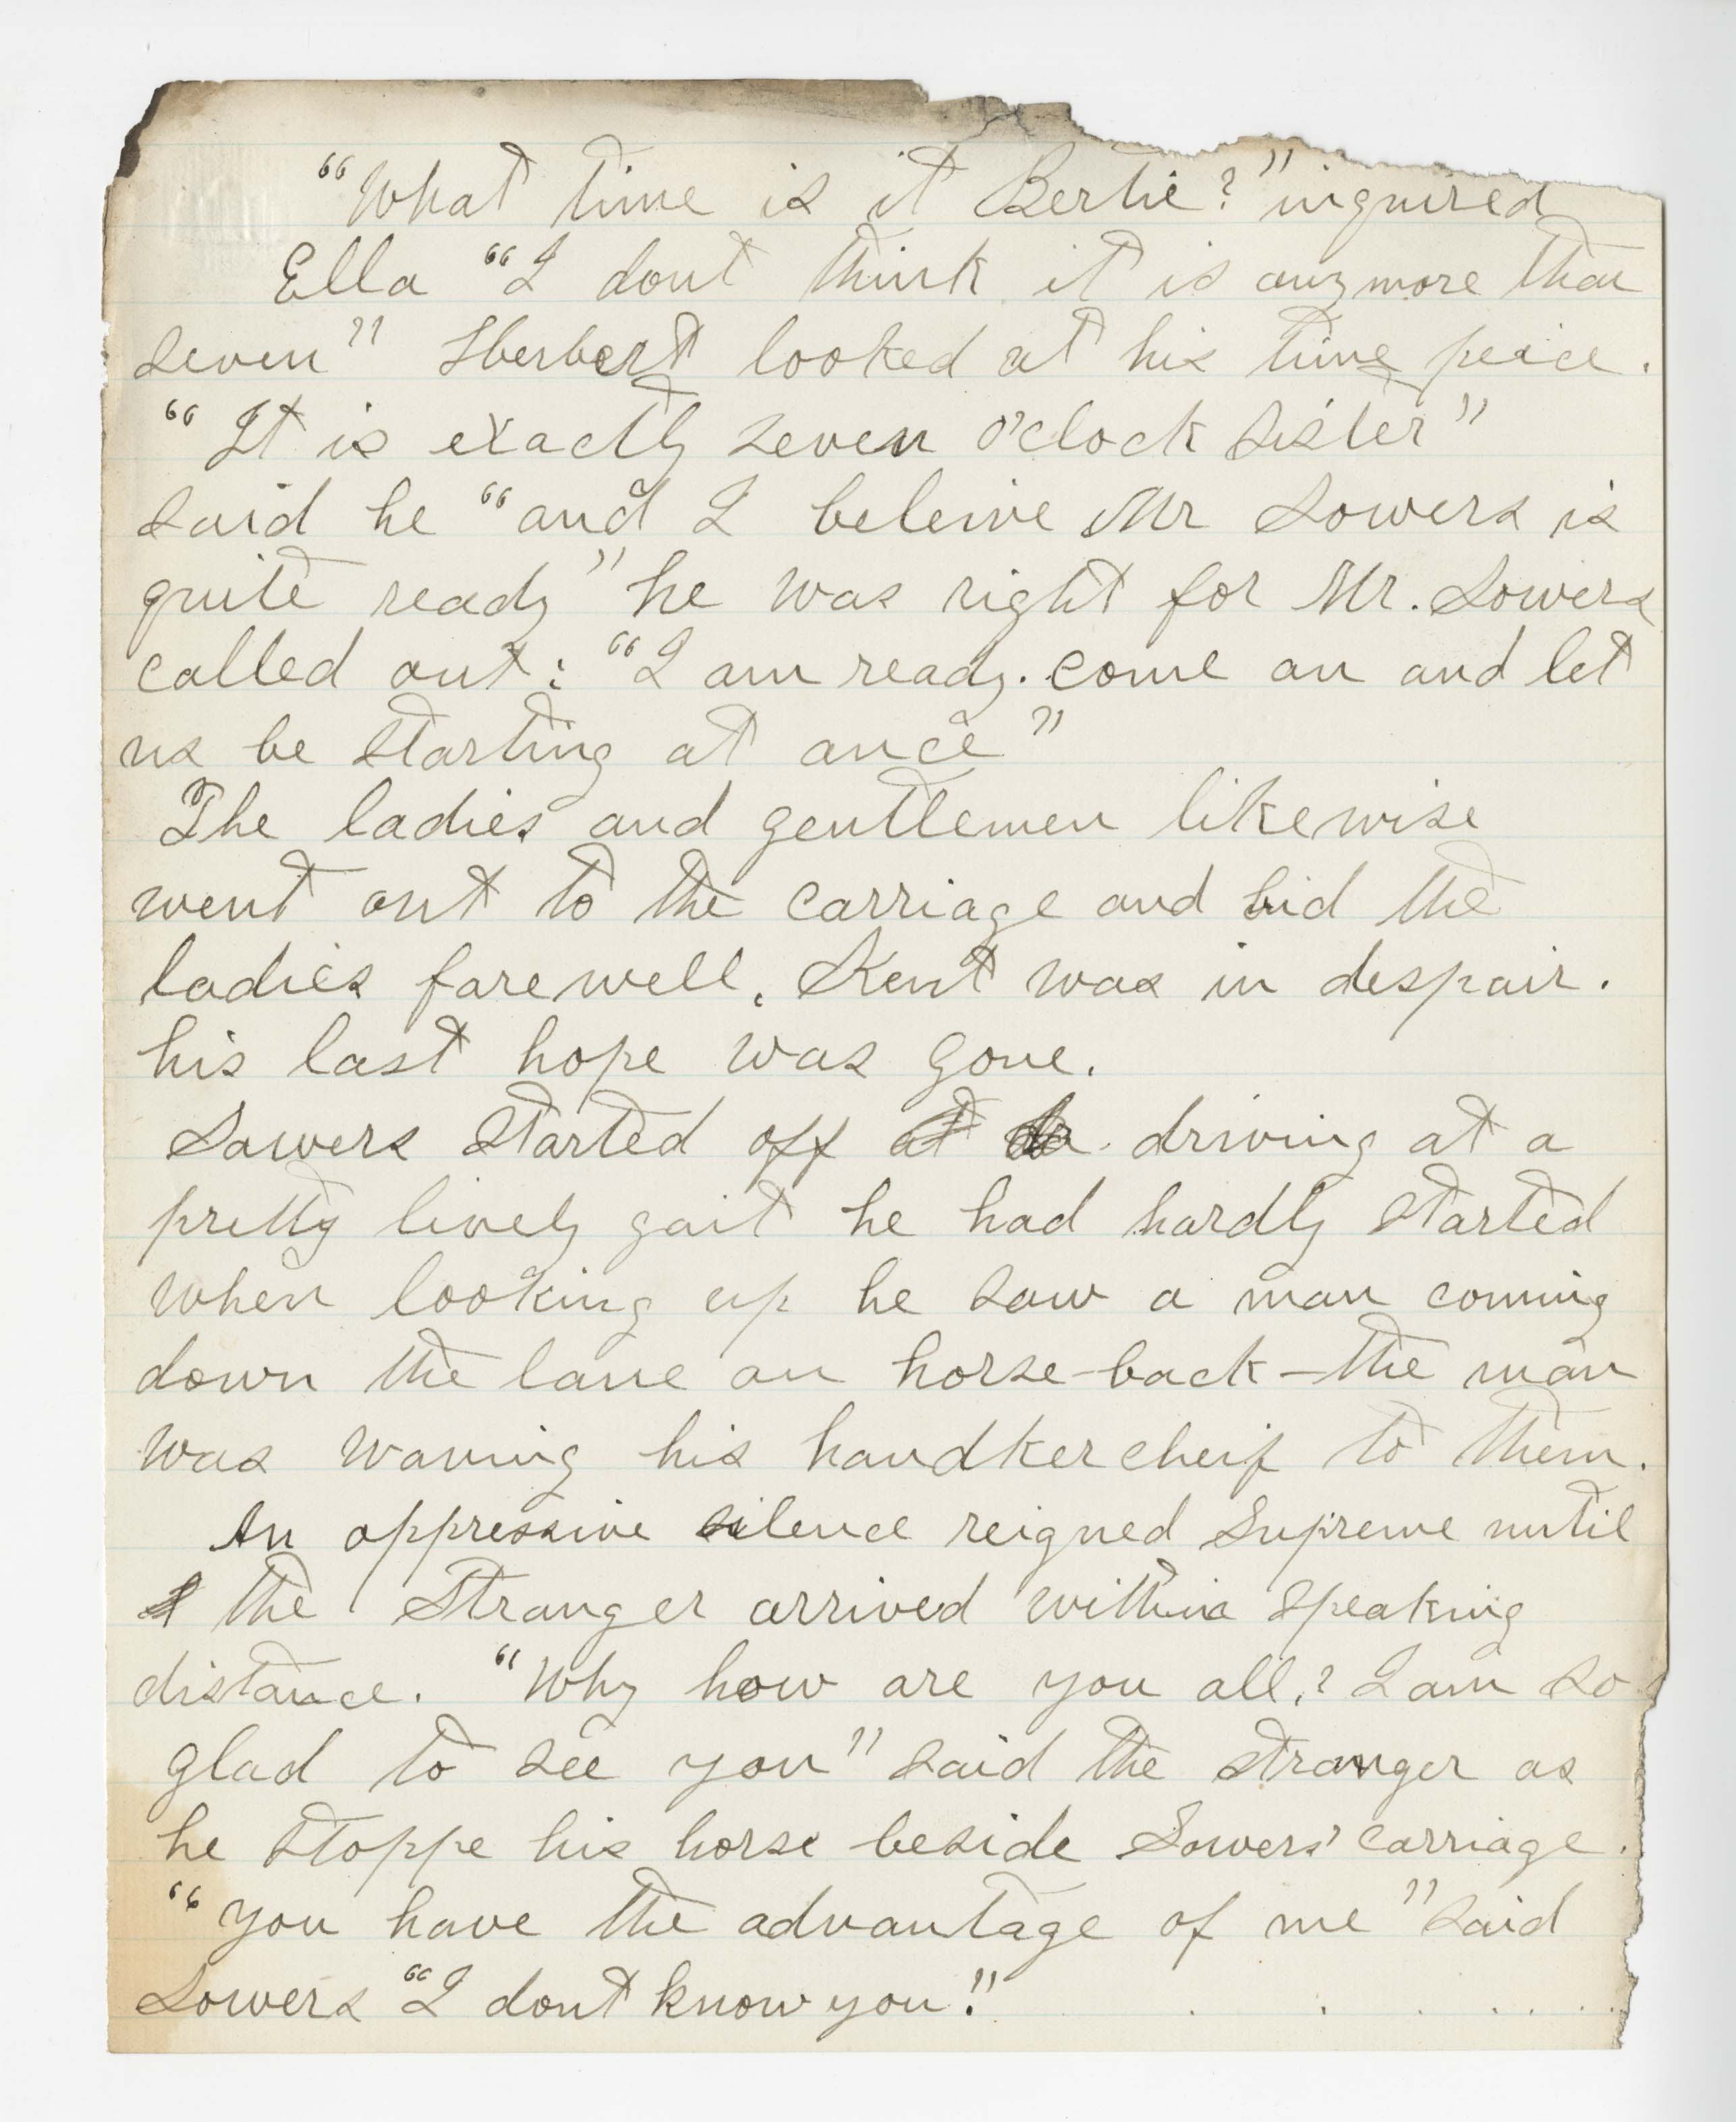 "What time is it Bertie?" inquired
Ella "I dont think it is anymore than
seven" Herbert looked at his time peice.
"It is exactly seven o'clock sister"
said he "and I beleive Mr Sowers is
quite ready" he was right for Mr. Sowers
called out: "I am ready. come on and let
us be starting at once"
The ladies and gentlemen likewise
went out to the carriage and bid the
ladies farewell. Kent was in despair.
his last hope was gone.
Sowers started off at driving at a
pretty lively gait he had hardly started
when looking up he saw a man coming
down the lane on horse-back - the man
was waving his handkercheif to them.
An oppressive silence reigned supreme until
the stranger arrived within speaking
distance. "Why how are you all,? I am so
glad to see you" said the stranger as
he stoppe his horse beside Sowers' carriage.
"you have the advantage of me" said
Sowers "I dont know you."